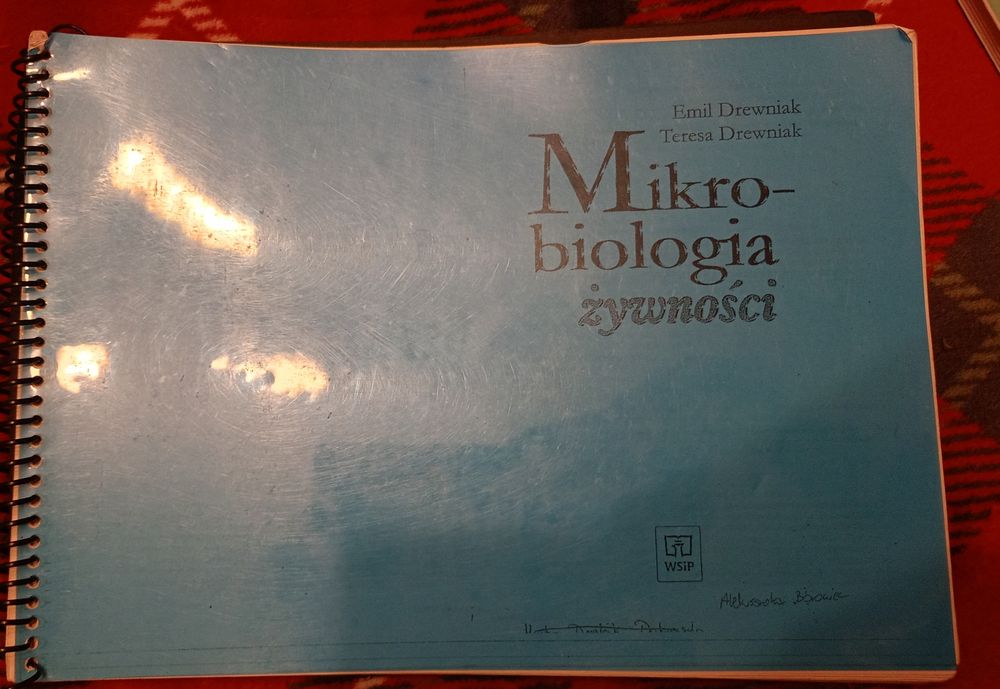 Emil Drewniak
Teresa Drewniak
Mikro-
biologia
żywności
WSiP